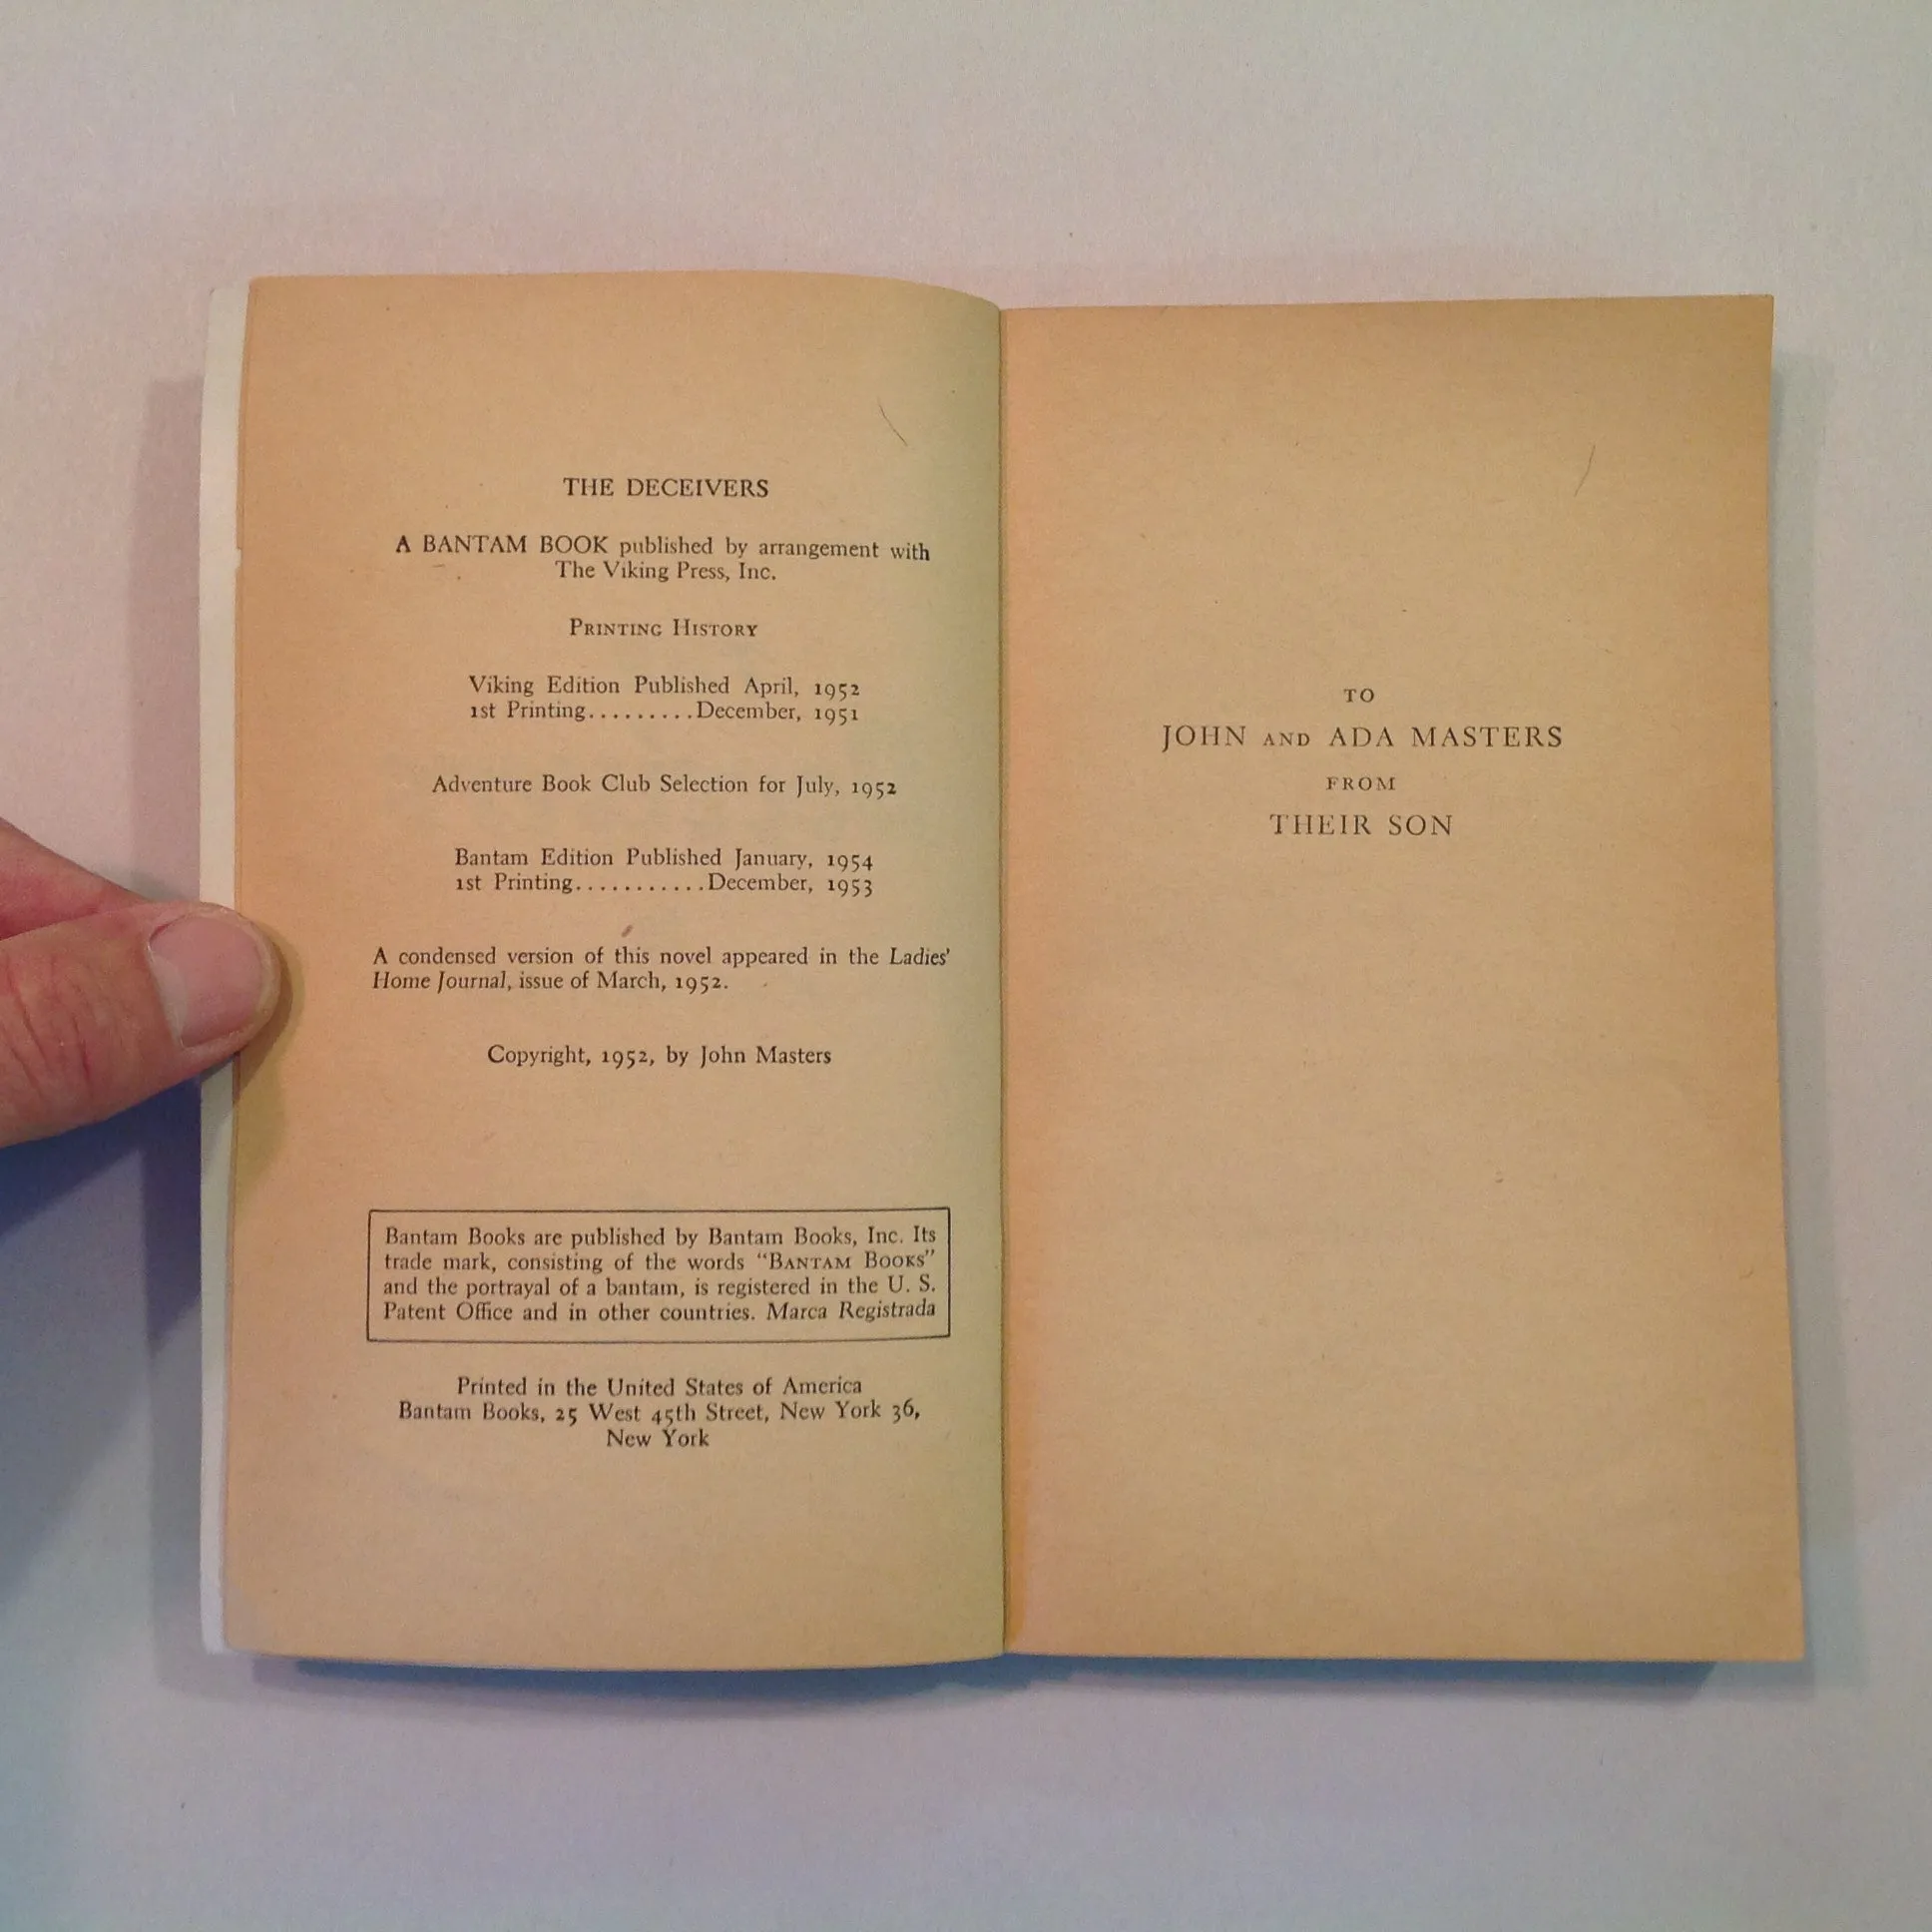 THE DECEIVERS
A BANTAM BOOK published by arrangement with
The Viking Press, Inc.
PRINTING HISTORY
Viking Edition Published April, 1952
1st Printing.........December, 1951
Adventure Book Club Selection for July, 1952
Bantam Edition Published January, 1954
1st Printing...........December, 1953
A condensed version of this novel appeared in the Ladies'
Home Journal, issue of March, 1952.
Copyright, 1952, by John Masters
Bantam Books are published by Bantam Books, Inc. Its
trade mark, consisting of the words "BANTAM BOOKS"
and the portrayal of a bantam, is registered in the U. S.
Patent Office and in other countries. Marca Registrada
Printed in the United States of America
Bantam Books, 25 West 45th Street, New York 36,
New York
TO
JOHN AND ADA MASTERS
FROM
THEIR SON